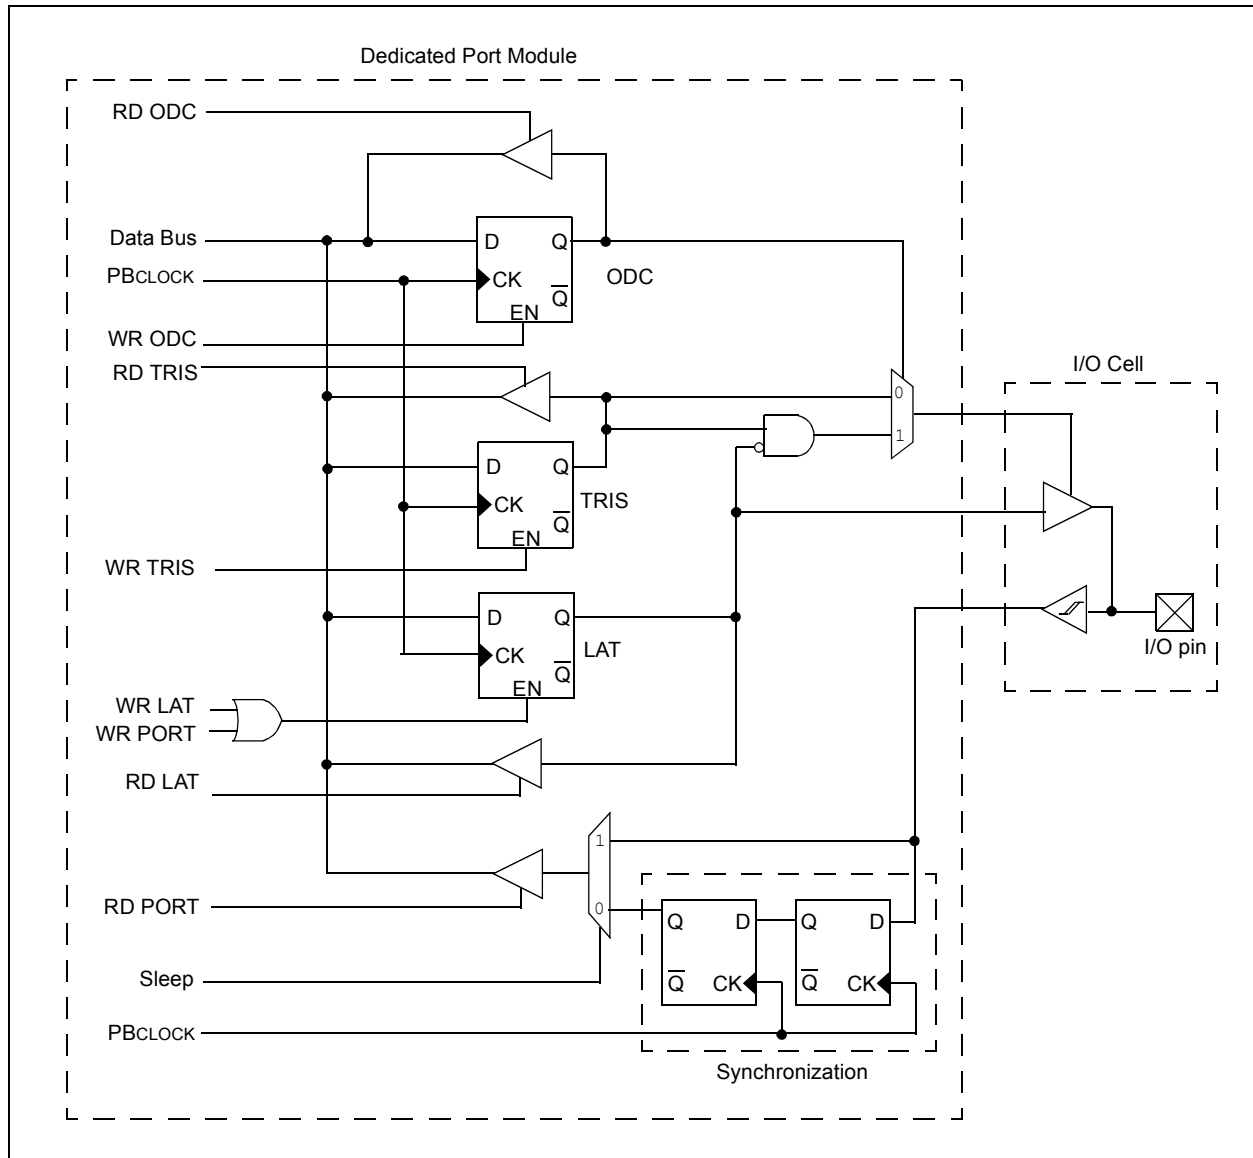 Dedicated Port Module
RD ODC
Data Bus
D
Q
PBCLOCK
CK
Q
ODC
EN
WR ODC
RD TRIS
I/O Cell
0
1
D
Q
CK
Q
TRIS
EN
WR TRIS
D
Q
CK
Q
LAT
EN
I/O pin
WR LAT
WR PORT
RD LAT
1
RD PORT
0
Q
D
Q
D
Sleep
Q
CK
Q
CK
PBCLOCK
Synchronization